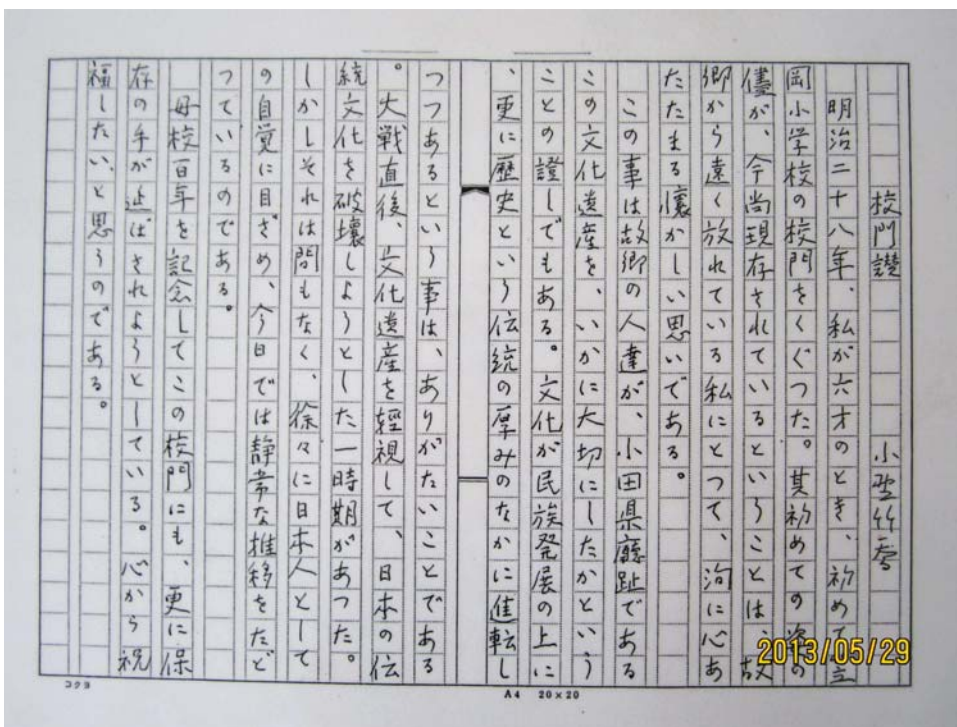 校門讃　小野竹喬
明治二十八年、私が六才のとき、初めて立
岡小学校の校門をくぐつた。其初めての姿の
儘が、今尚現存されているということは、故
郷から遠く放れている私にとつて、洵に心あ
たたまる懐かしい思いである。
この事は故郷の人達が、小田県廳趾である
この文化遺産を、いかに大切にしたかという
ことの證しでもある。文化が民族発展の上に
、更に歴史という伝統の厚みのなかに進転し
つつあるという事は、ありがたいことである
。大戦直後、文化遺産を軽視して、日本の伝
統文化を破壊しようとした一時期があつた。
しかしそれは間もなく、徐々に日本人として
の自覚に目ざめ、今日では静常な推移をたど
つているのである。
母校百年を記念してこの校門にも、更に保
存の手が延ばされようとしている。心から祝
福したい、と思うのである。
コクヨ
A4 20×20
2013/05/29